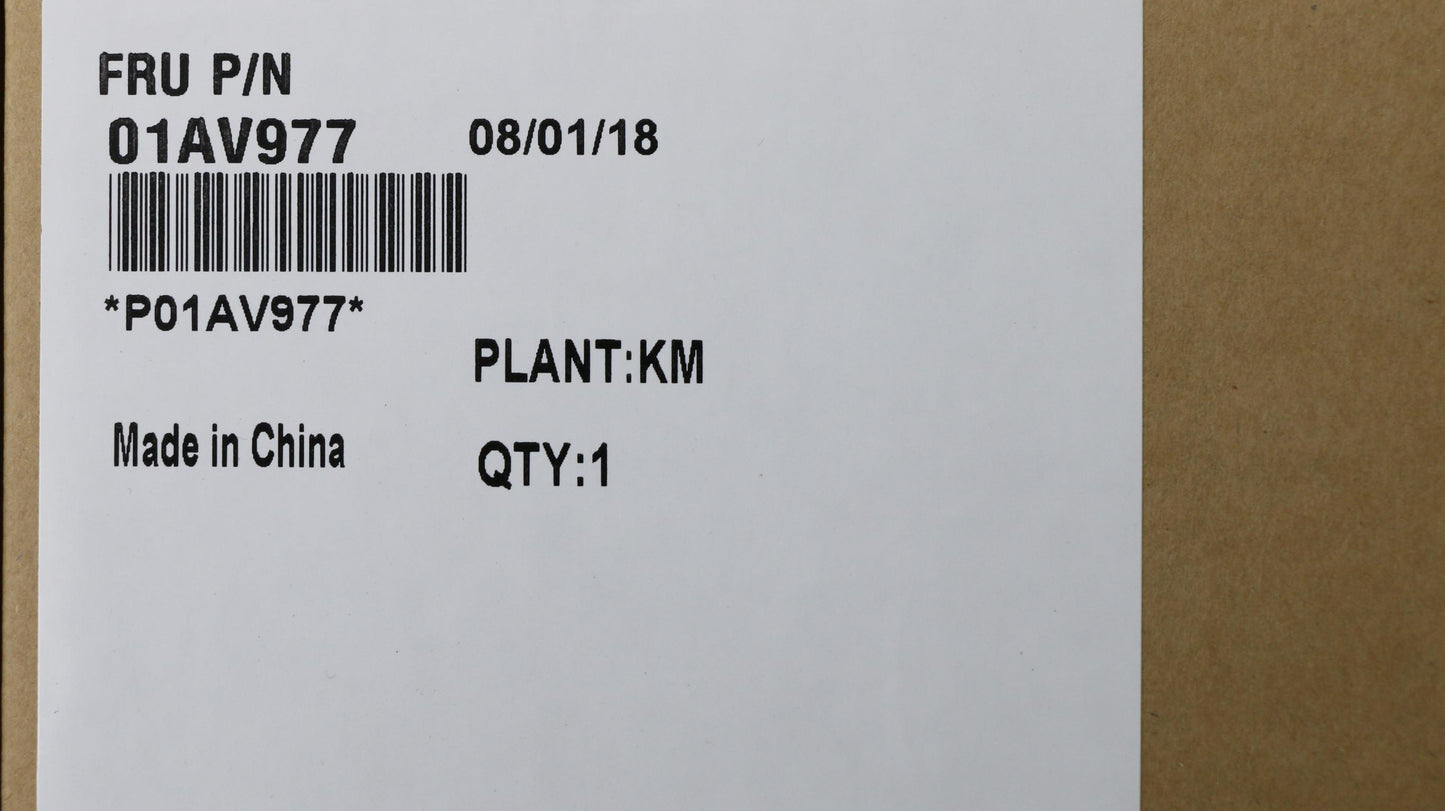 FRU P/N
01AV977 08/01/18
*P01AV977*
PLANT:KM
Made in China
QTY:1